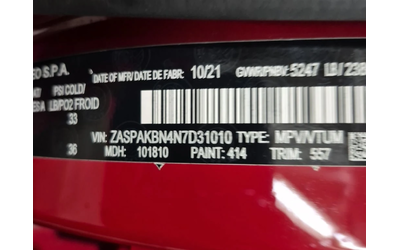 EO S.P.A.
DATE OF MFR/DATE DE FABR: 10/21 GVWR/PNBV: 5247 LB/238
PSI COLD/
LB/PO2 FROID
33
36
VIN: ZASPAKBN4N7D31010 TYPE: MPV/VTUM
MDH: 101810 PAINT: 414 TRIM: 557